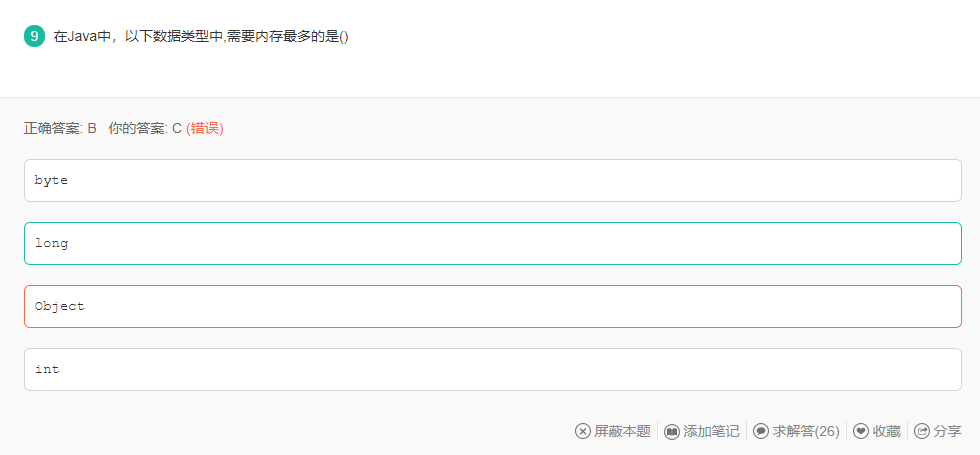 9 在Java中，以下数据类型中,需要内存最多的是()
正确答案: B 你的答案: C (错误)
byte
long
Object
int
屏蔽本题 添加笔记 求解答(26) 收藏 分享